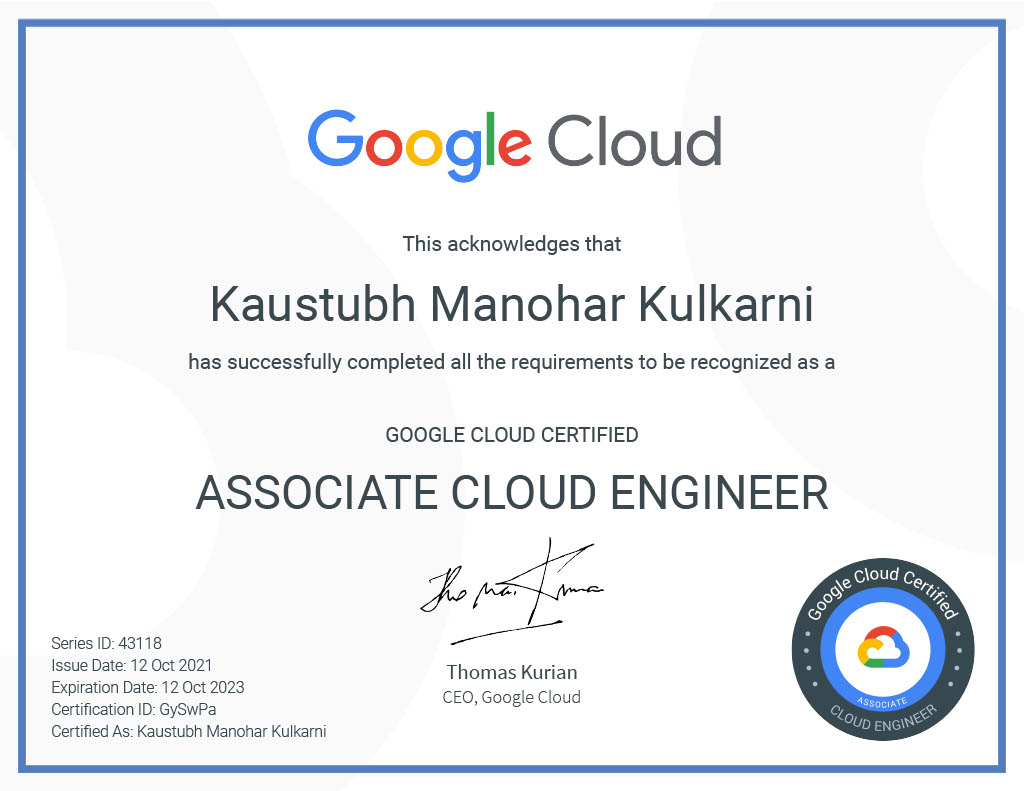 Google Cloud
This acknowledges that
Kaustubh Manohar Kulkarni
has successfully completed all the requirements to be recognized as a
GOOGLE CLOUD CERTIFIED
ASSOCIATE CLOUD ENGINEER
Thomas Kurian
Thomas Kurian
CEO, Google Cloud
Series ID: 43118
Issue Date: 12 Oct 2021
Expiration Date: 12 Oct 2023
Certification ID: GySwPa
Certified As: Kaustubh Manohar Kulkarni
Google Cloud Certified
ASSOCIATE
CLOUD ENGINEER